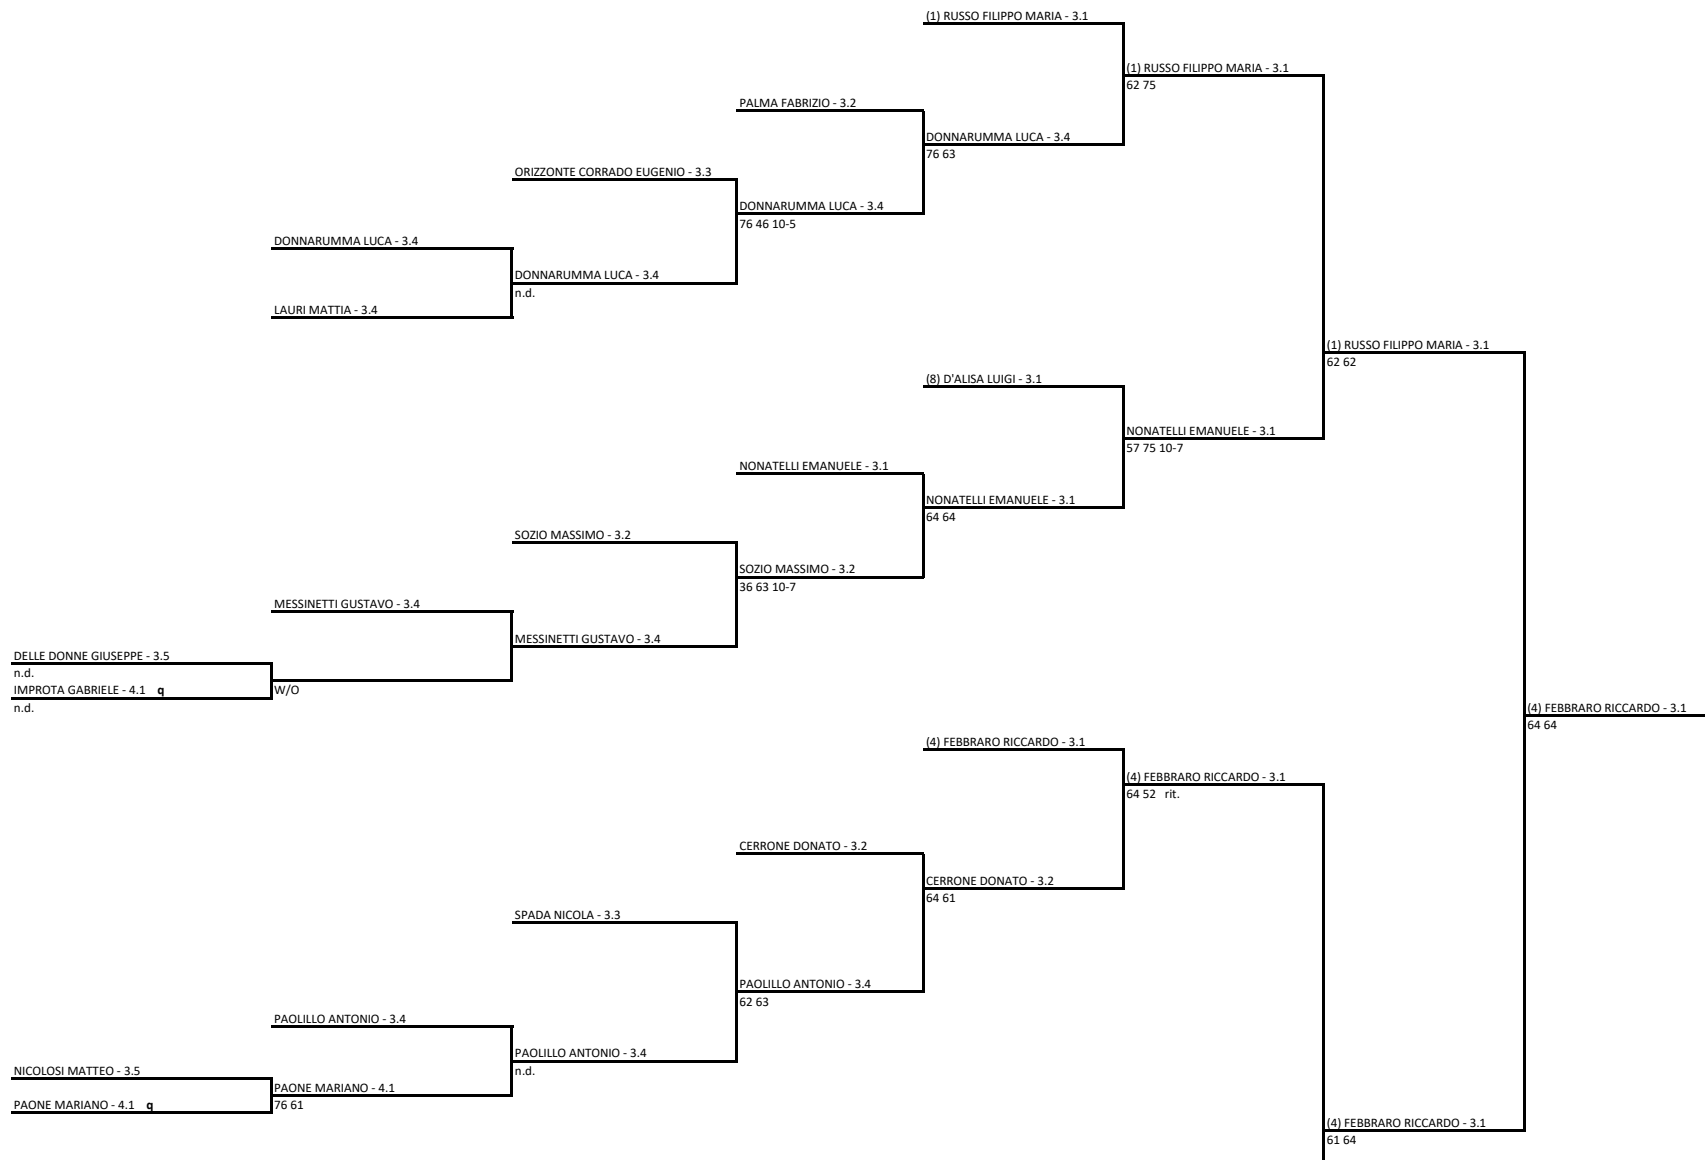 (1) RUSSO FILIPPO MARIA - 3.1
(1) RUSSO FILIPPO MARIA - 3.1
62 75
PALMA FABRIZIO - 3.2
DONNARUMMA LUCA - 3.4
76 63
ORIZZONTE CORRADO EUGENIO - 3.3
DONNARUMMA LUCA - 3.4
76 46 10-5
DONNARUMMA LUCA - 3.4
DONNARUMMA LUCA - 3.4
n.d.
LAURI MATTIA - 3.4
(1) RUSSO FILIPPO MARIA - 3.1
62 62
(8) D'ALISA LUIGI - 3.1
NONATELLI EMANUELE - 3.1
57 75 10-7
NONATELLI EMANUELE - 3.1
NONATELLI EMANUELE - 3.1
64 64
SOZIO MASSIMO - 3.2
SOZIO MASSIMO - 3.2
36 63 10-7
MESSINETTI GUSTAVO - 3.4
MESSINETTI GUSTAVO - 3.4
DELLE DONNE GIUSEPPE - 3.5
n.d.
IMPROTA GABRIELE - 4.1 q
W/O
n.d.
(4) FEBBRARO RICCARDO - 3.1
64 64
(4) FEBBRARO RICCARDO - 3.1
(4) FEBBRARO RICCARDO - 3.1
64 52 rit.
CERRONE DONATO - 3.2
CERRONE DONATO - 3.2
64 61
SPADA NICOLA - 3.3
PAOLILLO ANTONIO - 3.4
62 63
PAOLILLO ANTONIO - 3.4
PAOLILLO ANTONIO - 3.4
n.d.
NICOLOSI MATTEO - 3.5
PAONE MARIANO - 4.1
76 61
PAONE MARIANO - 4.1 q
(4) FEBBRARO RICCARDO - 3.1
61 64